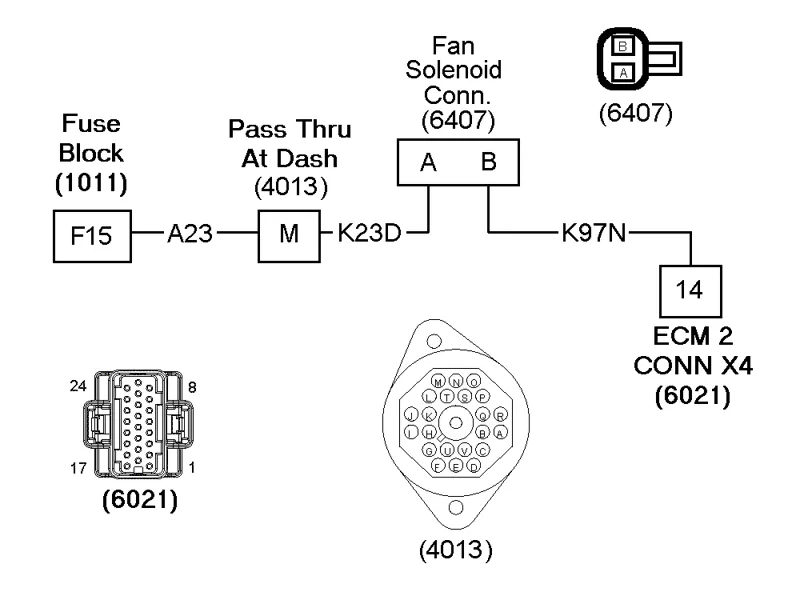 Fan
Solenoid
Conn.
(6407)
B
A
(6407)
Fuse
Block
(1011)
Pass Thru
At Dash
(4013)
A B
F15
A23
M
K23D
K97N
14
ECM 2
CONN X4
(6021)
24 8
17 1
(6021)
M N O
L T S P
J K Q R
I H B A
G U V C
F E D
(4013)